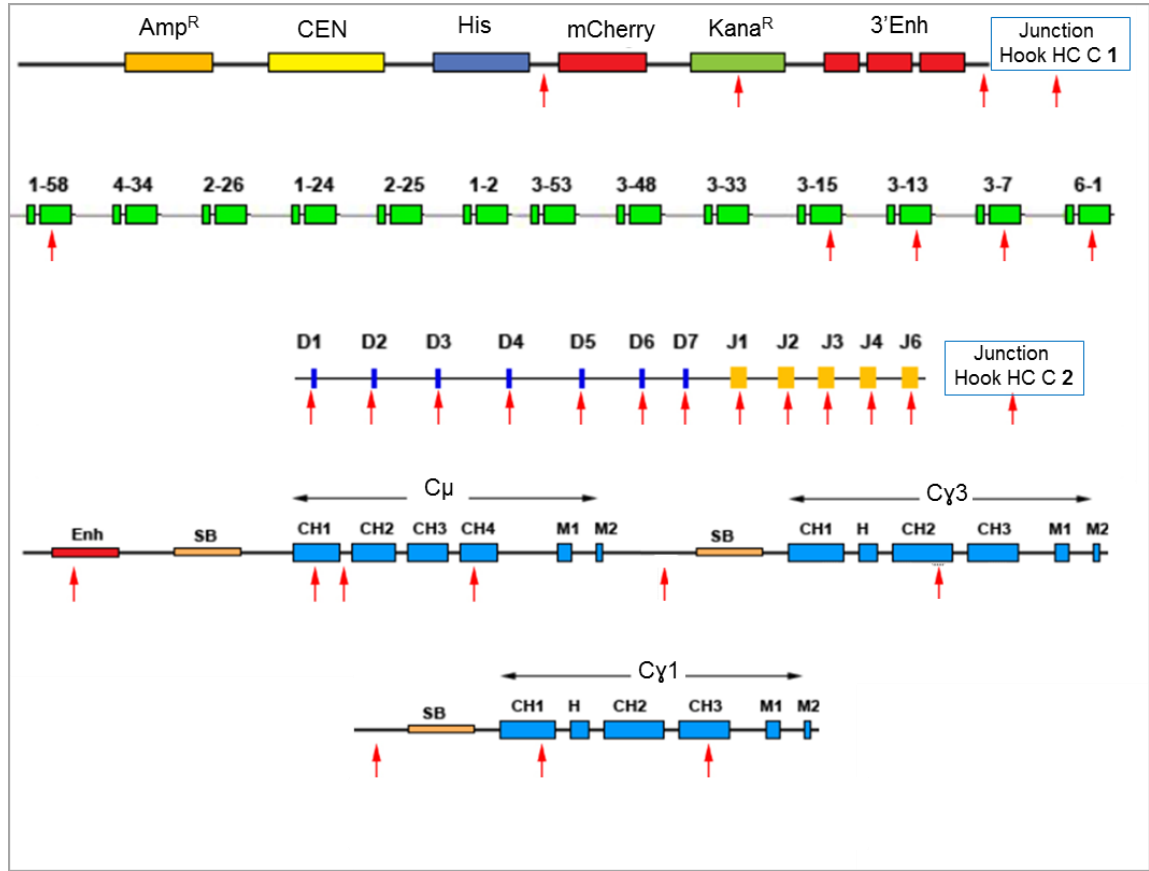 Amp^R CEN His mCherry Kana^R 3'Enh
Junction
Hook HC C 1
1-58 4-34 2-26 1-24 2-25 1-2 3-53 3-48 3-33 3-15 3-13 3-7 6-1
D1 D2 D3 D4 D5 D6 D7 J1 J2 J3 J4 J6
Junction
Hook HC C 2
Cµ Cɣ3
Enh SB CH1 CH2 CH3 CH4 M1 M2 SB CH1 H CH2 CH3 M1 M2
Cɣ1
SB CH1 H CH2 CH3 M1 M2